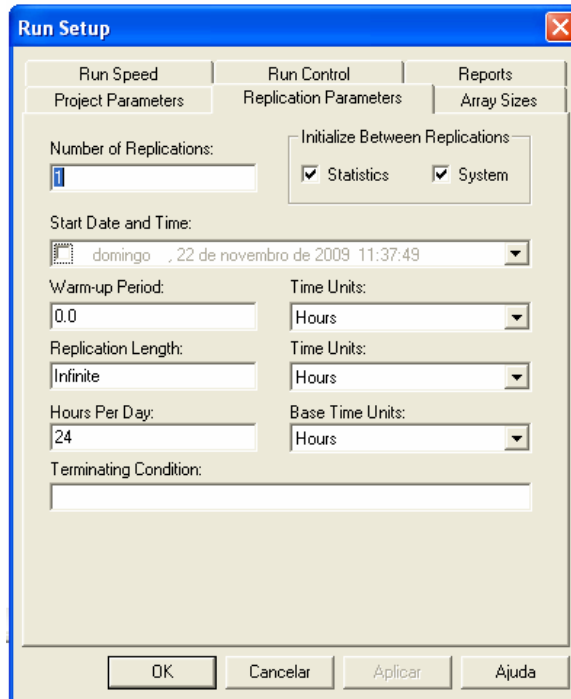 Run Setup
Run Speed Run Control Reports
Project Parameters Replication Parameters Array Sizes
Number of Replications:
1
Initialize Between Replications
Statistics System
Start Date and Time:
domingo , 22 de novembro de 2009 11:37:49
Warm-up Period: Time Units:
0.0 Hours
Replication Length: Time Units:
Infinite Hours
Hours Per Day: Base Time Units:
24 Hours
Terminating Condition:
OK Cancelar Aplicar Ajuda